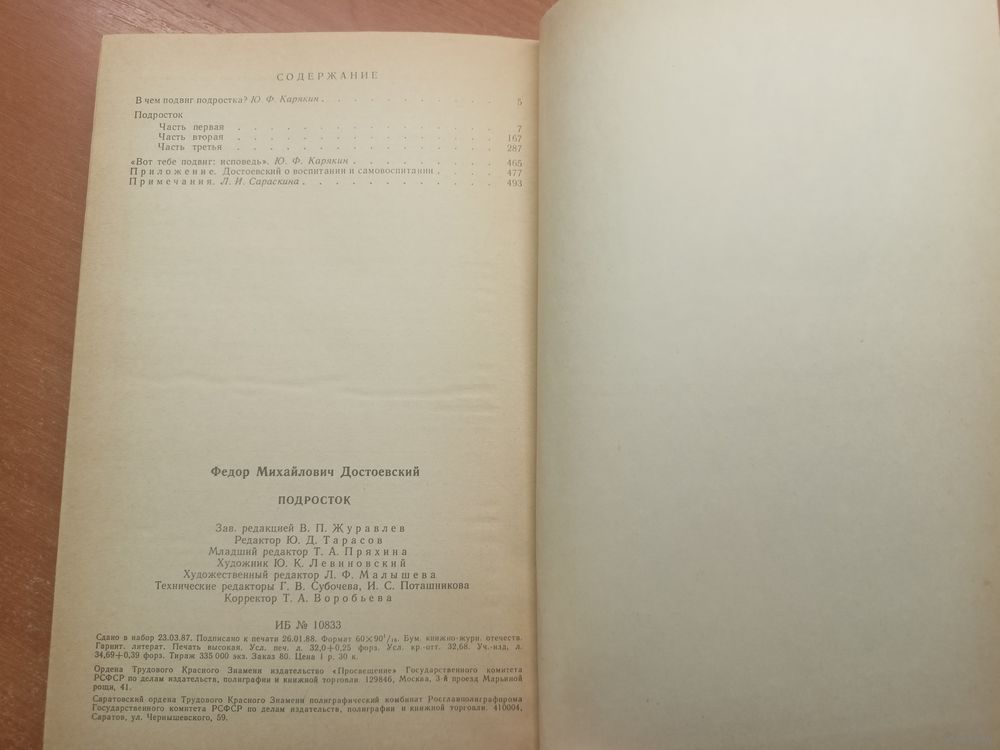 СОДЕРЖАНИЕ
В чем подвиг подростка? Ю. Ф. Карякин . . . . . . . . . . 5
Подросток
Часть первая . . . . . . . . . . . . . . 7
Часть вторая . . . . . . . . . . . . . . 167
Часть третья . . . . . . . . . . . . . . 287
«Вот тебе подвиг: исповедь». Ю. Ф. Карякин . . . . . . . . 465
Приложение. Достоевский о воспитании и самовоспитании . . . . 477
Примечания. Л. И. Сараскина . . . . . . . . . . . 493
Федор Михайлович Достоевский
ПОДРОСТОК
Зав. редакцией В. П. Журавлев
Редактор Ю. Д. Тарасов
Младший редактор Т. А. Пряхина
Художник Ю. К. Левиновский
Художественный редактор Л. Ф. Малышева
Технические редакторы Г. В. Субочева, И. С. Поташникова
Корректор Т. А. Воробьева
ИБ № 10833
Сдано в набор 23.03.87. Подписано к печати 26.01.88. Формат 60×90¹/₁₆. Бум. книжно-журн. отечеств.
Гарнит. литерат. Печать высокая. Усл. печ. л. 32,0+0,25 форз. Усл. кр.-отт. 32,68. Уч.-изд. л.
34,69+0,39 форз. Тираж 335 000 экз. Заказ 80. Цена 1 р. 30 к.
Ордена Трудового Красного Знамени издательство «Просвещение» Государственного комитета
РСФСР по делам издательств, полиграфии и книжной торговли. 129846, Москва, 3-й проезд Марьиной
рощи, 41.
Саратовский ордена Трудового Красного Знамени полиграфический комбинат Росглавполиграфпрома
Государственного комитета РСФСР по делам издательств, полиграфии и книжной торговли. 410004,
Саратов, ул. Чернышевского, 59.